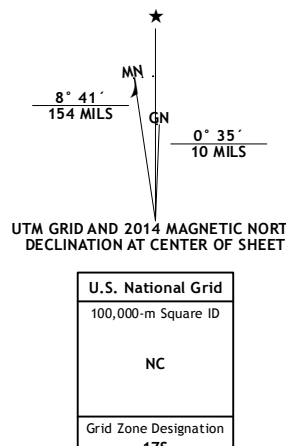 ★
MN
8° 41´
154 MILS
GN
0° 35´
10 MILS
UTM GRID AND 2014 MAGNETIC NORT
DECLINATION AT CENTER OF SHEET
U.S. National Grid
100,000-m Square ID
NC
Grid Zone Designation
17S